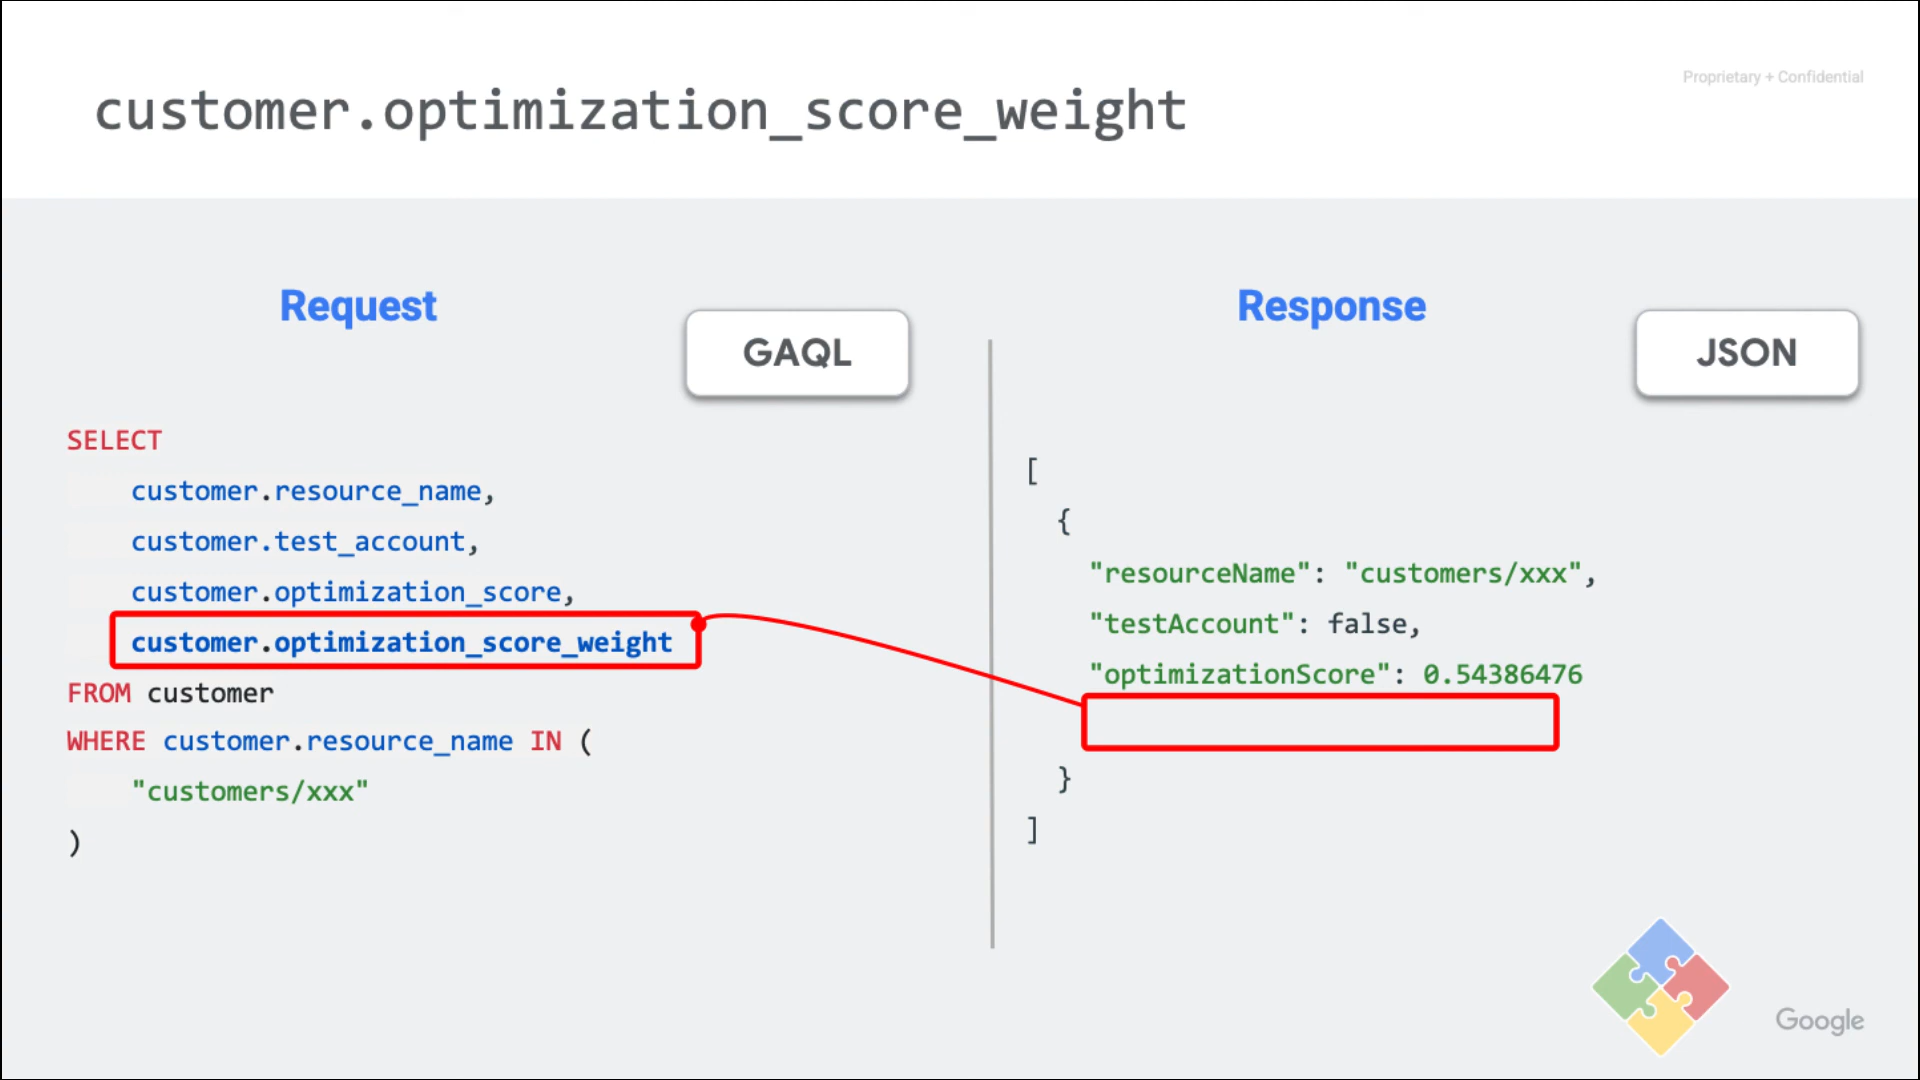 customer.optimization_score_weight
Proprietary + Confidential
Request
GAQL
SELECT
customer.resource_name,
customer.test_account,
customer.optimization_score,
customer.optimization_score_weight
FROM customer
WHERE customer.resource_name IN (
"customers/xxx"
)
Response
JSON
[
{
"resourceName": "customers/xxx",
"testAccount": false,
"optimizationScore": 0.54386476
}
]
Google